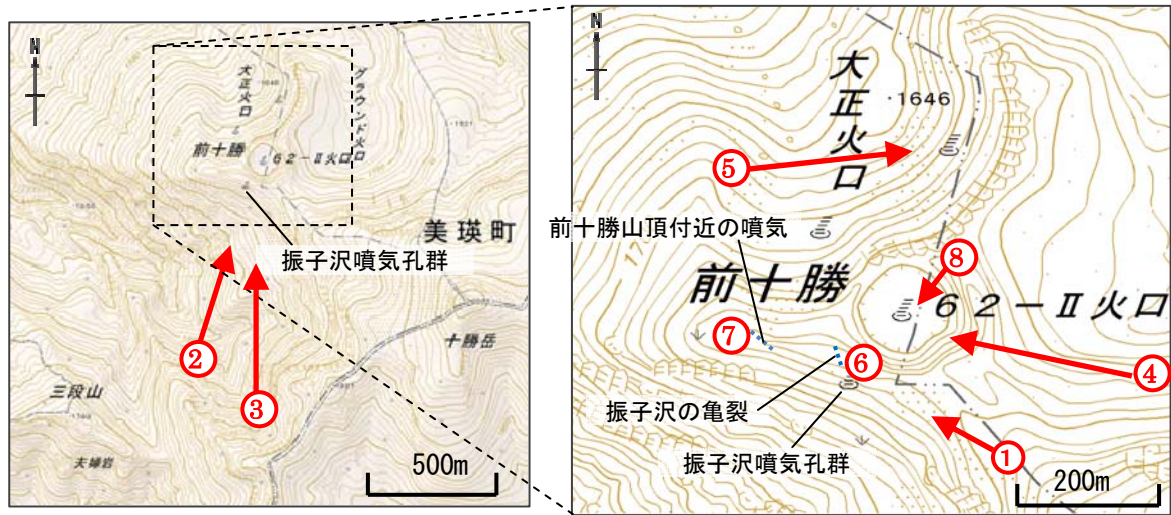 N
大正火口
グラウンド火口
前十勝
62-Ⅱ火口
美瑛町
振子沢噴気孔群
②
③
十勝岳
三段山
夫婦岩
500m
N
大正火口
・1646
⑤
前十勝山頂付近の噴気
前十勝
⑧
62-Ⅱ火口
⑦
⑥
④
振子沢の亀裂
振子沢噴気孔群
①
200m